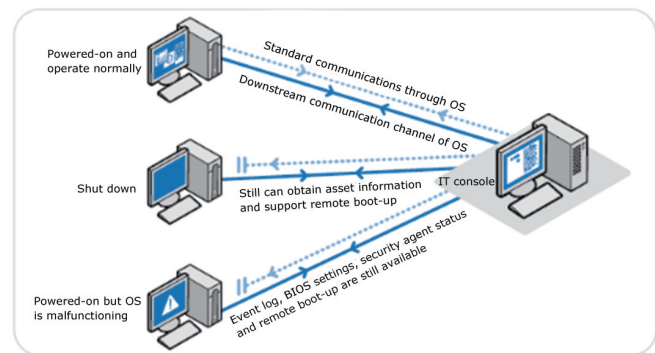 Powered-on and
operate normally
Standard communications through OS
Downstream communication channel of OS
Shut down
Still can obtain asset information
and support remote boot-up
IT console
Powered-on but OS
is malfunctioning
Event log, BIOS settings, security agent status
and remote boot-up are still available